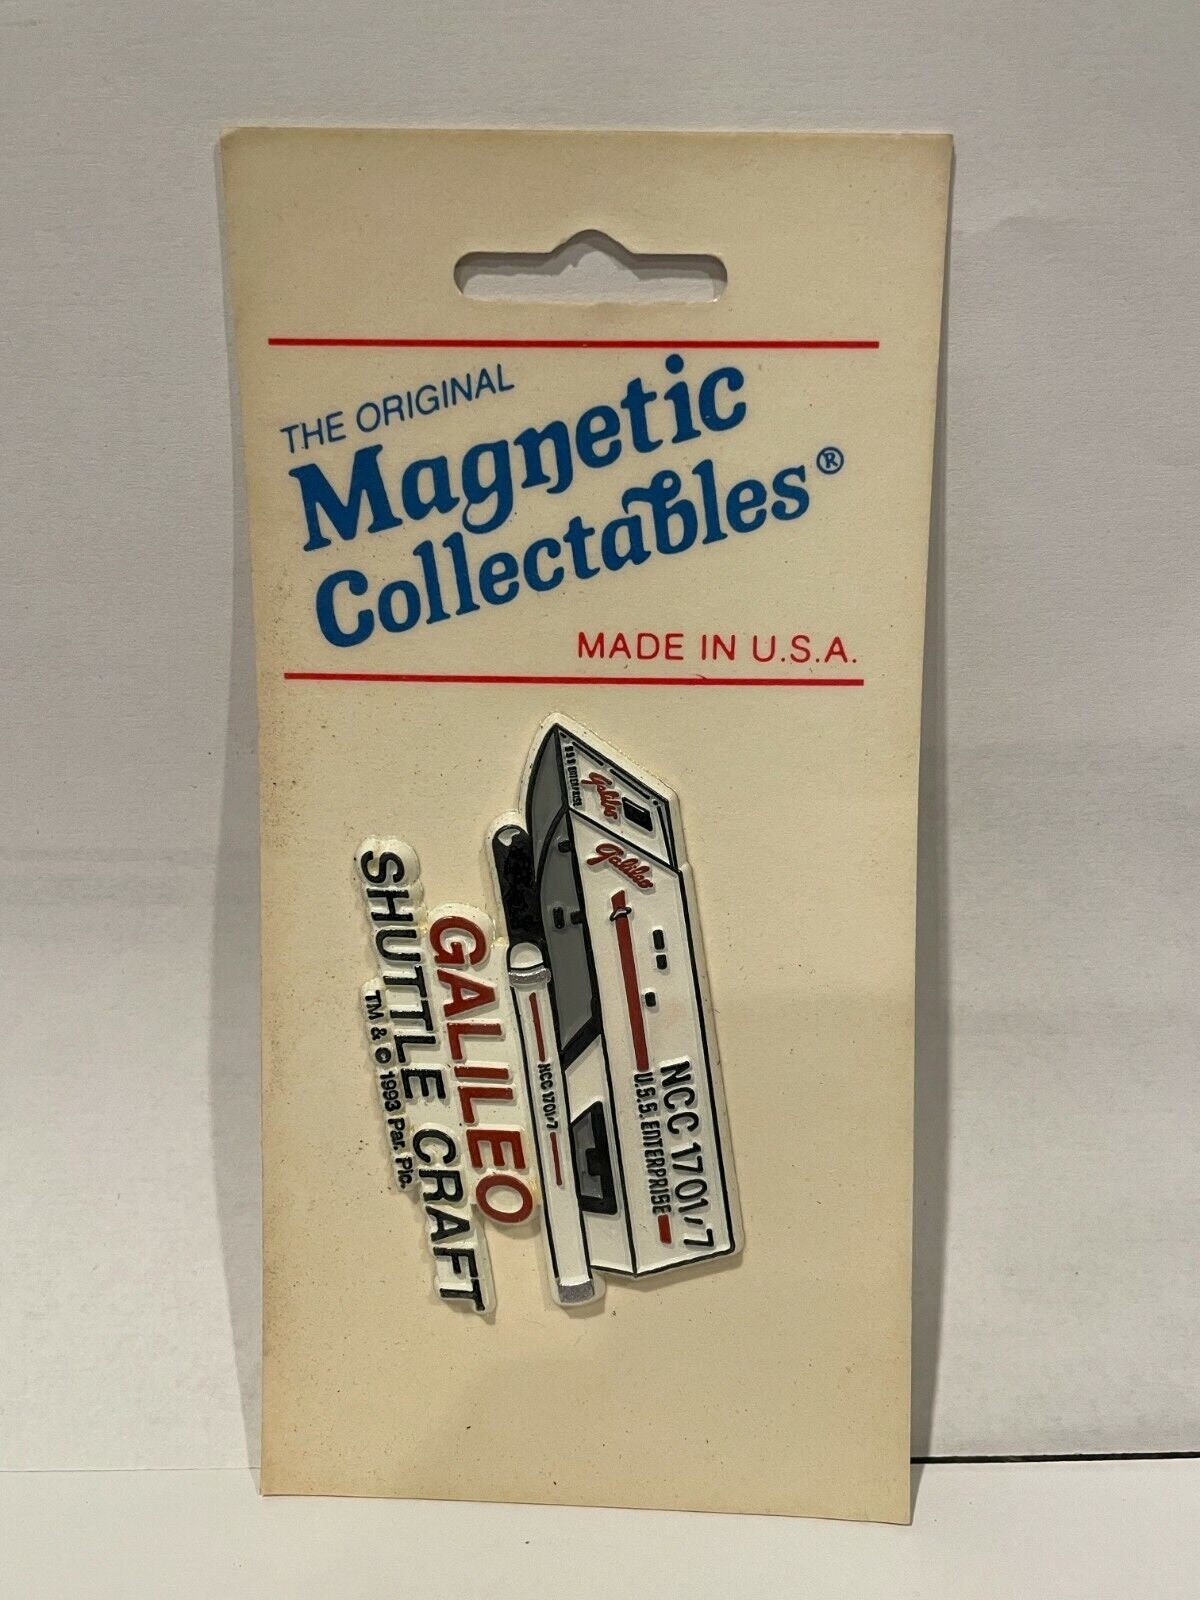 THE ORIGINAL
Magnetic
Collectables®
MADE IN U.S.A.
ENTERPRISE
Galileo
Galileo
NCC 1701/7
U.S.S. ENTERPRISE
NCC 1701/7
GALILEO
SHUTTLE CRAFT
TM & © 1993 Par. Pic.